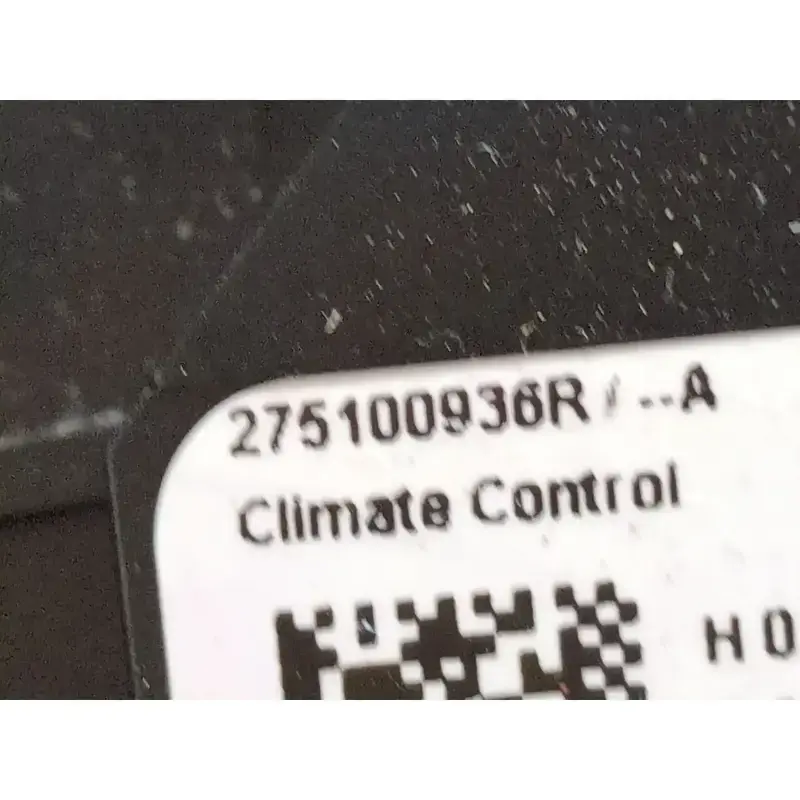 275100936R / --A
Climate Control
H 0